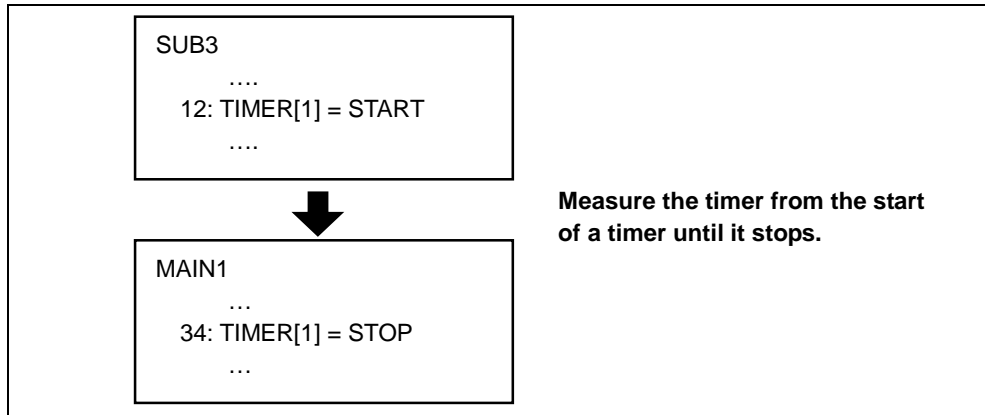 SUB3
….
12: TIMER[1] = START
….
Measure the timer from the start
of a timer until it stops.
MAIN1
…
34: TIMER[1] = STOP
…